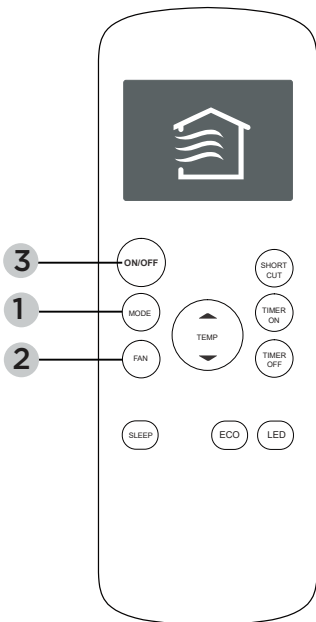 3
ON/OFF
SHORT
CUT
1
MODE
TIMER
ON
TEMP
2
FAN
TIMER
OFF
SLEEP
ECO
LED